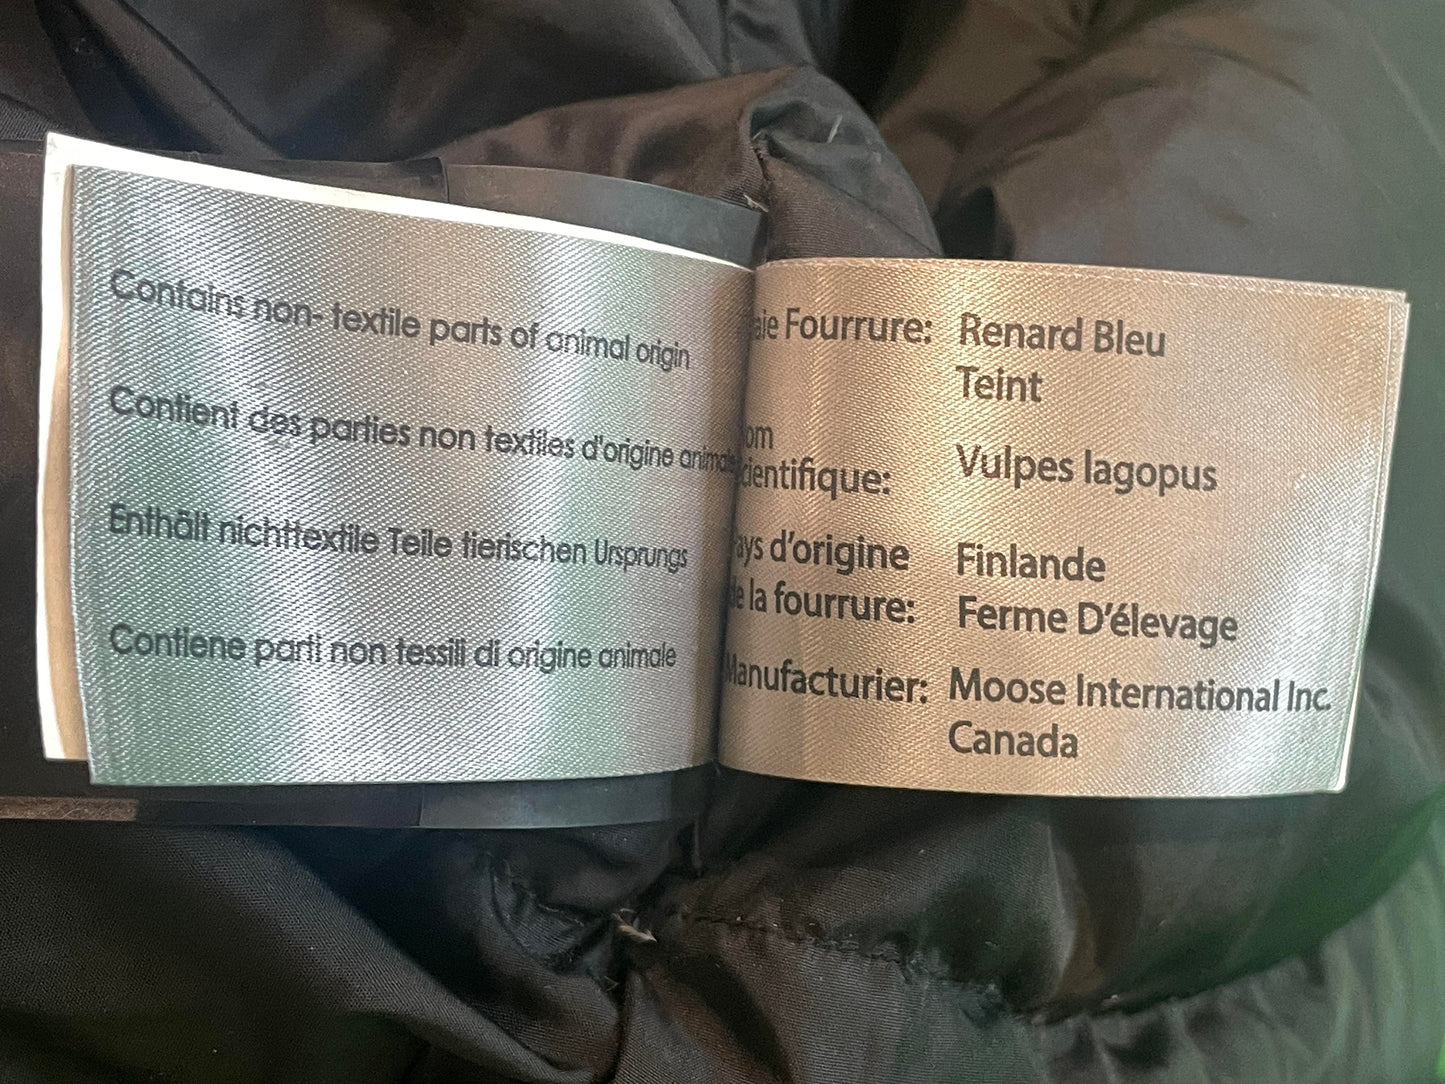 Contains non- textile parts of animal origin
Contient des parties non textiles d'origine animale
Enthält nichttextile Teile tierischen Ursprungs
Contiene parti non tessili di origine animale
Fourrure: Renard Bleu
Teint
Vulpes lagopus
d'origine Finlande
de la fourrure: Ferme D'élevage
Manufacturier: Moose International Inc.
Canada